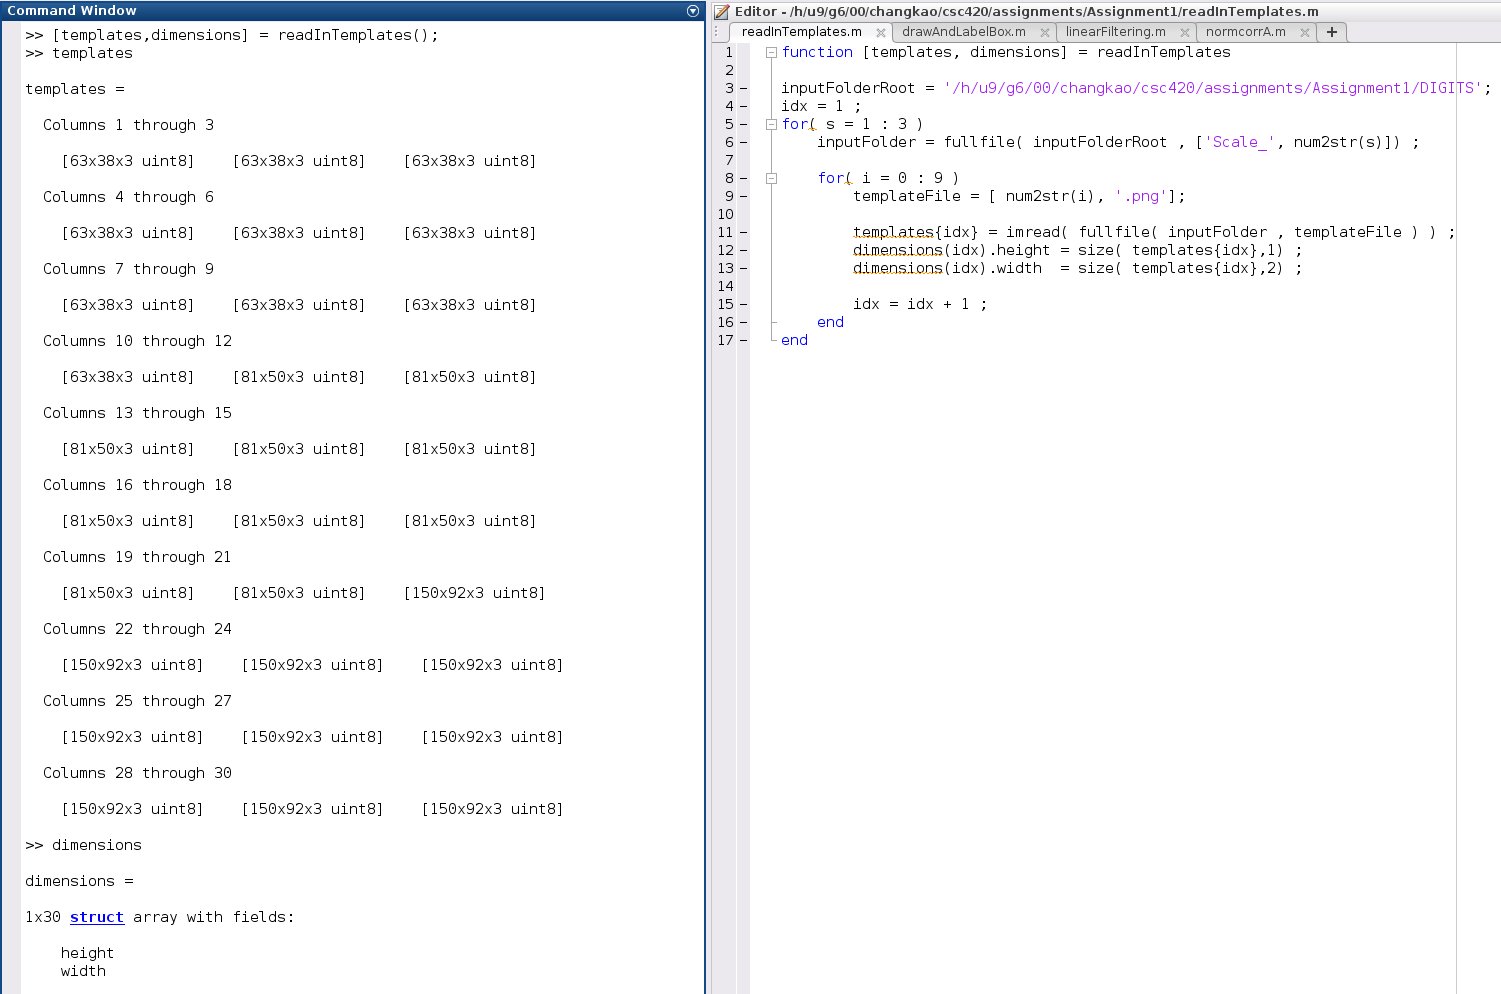 Command Window
>> [templates,dimensions] = readInTemplates();
>> templates
templates =
Columns 1 through 3
[63x38x3 uint8]    [63x38x3 uint8]    [63x38x3 uint8]
Columns 4 through 6
[63x38x3 uint8]    [63x38x3 uint8]    [63x38x3 uint8]
Columns 7 through 9
[63x38x3 uint8]    [63x38x3 uint8]    [63x38x3 uint8]
Columns 10 through 12
[63x38x3 uint8]    [81x50x3 uint8]    [81x50x3 uint8]
Columns 13 through 15
[81x50x3 uint8]    [81x50x3 uint8]    [81x50x3 uint8]
Columns 16 through 18
[81x50x3 uint8]    [81x50x3 uint8]    [81x50x3 uint8]
Columns 19 through 21
[81x50x3 uint8]    [81x50x3 uint8]    [150x92x3 uint8]
Columns 22 through 24
[150x92x3 uint8]    [150x92x3 uint8]    [150x92x3 uint8]
Columns 25 through 27
[150x92x3 uint8]    [150x92x3 uint8]    [150x92x3 uint8]
Columns 28 through 30
[150x92x3 uint8]    [150x92x3 uint8]    [150x92x3 uint8]
>> dimensions
dimensions =
1x30 struct array with fields:
height
width
Editor - /h/u9/g6/00/changkao/csc420/assignments/Assignment1/readInTemplates.m
readInTemplates.m × drawAndLabelBox.m × linearFiltering.m × normcorrA.m × +
1 function [templates, dimensions] = readInTemplates
2
3 – inputFolderRoot = '/h/u9/g6/00/changkao/csc420/assignments/Assignment1/DIGITS';
4 – idx = 1 ;
5 – for( s = 1 : 3 )
6 – inputFolder = fullfile( inputFolderRoot , ['Scale_', num2str(s)]) ;
7
8 – for( i = 0 : 9 )
9 – templateFile = [ num2str(i), '.png'];
10
11 – templates{idx} = imread( fullfile( inputFolder , templateFile ) ) ;
12 – dimensions(idx).height = size( templates{idx},1) ;
13 – dimensions(idx).width  = size( templates{idx},2) ;
14
15 – idx = idx + 1 ;
16 – end
17 – end